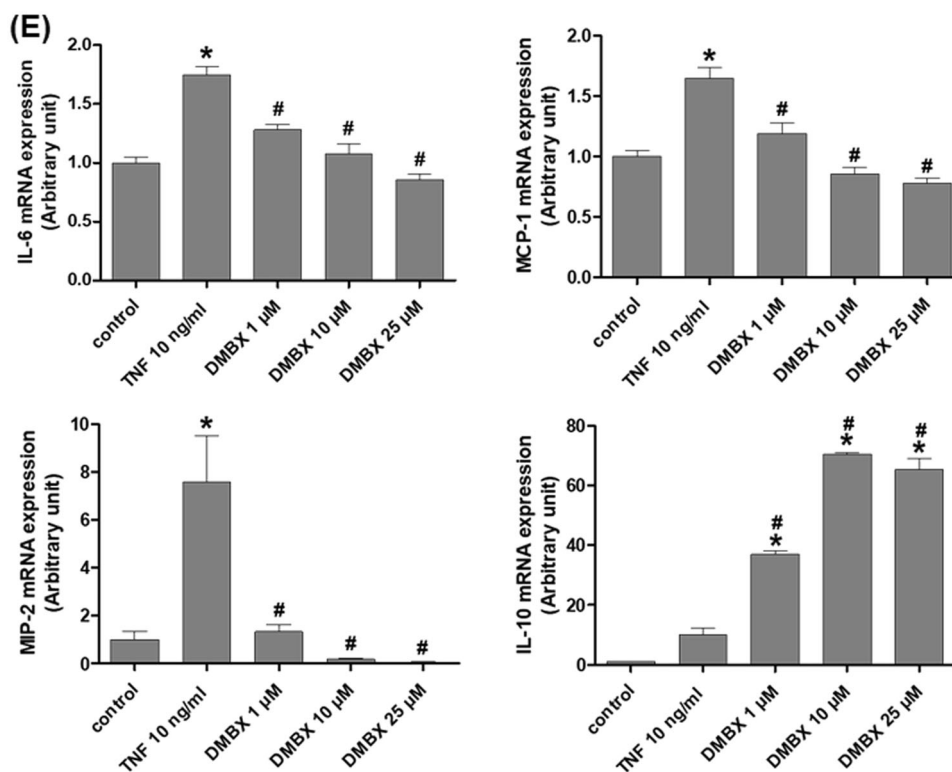 (E)
IL-6 mRNA expression
(Arbitrary unit)
2.0
1.5
1.0
0.5
0.0
*
#
#
#
control
TNF 10 ng/ml
DMBX 1 µM
DMBX 10 µM
DMBX 25 µM
MCP-1 mRNA expression
(Arbitrary unit)
2.0
1.5
1.0
0.5
0.0
*
#
#
#
control
TNF 10 ng/ml
DMBX 1 µM
DMBX 10 µM
DMBX 25 µM
MIP-2 mRNA expression
(Arbitrary unit)
10
8
6
4
2
0
*
#
#
#
control
TNF 10 ng/ml
DMBX 1 µM
DMBX 10 µM
DMBX 25 µM
IL-10 mRNA expression
(Arbitrary unit)
80
60
40
20
0
#
*
#
*
#
*
control
TNF 10 ng/ml
DMBX 1 µM
DMBX 10 µM
DMBX 25 µM